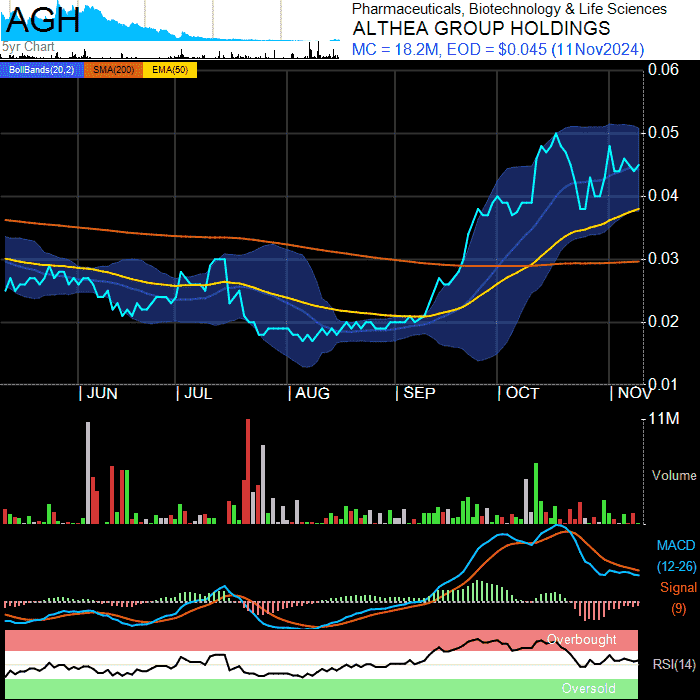 AGH
5yr Chart
Pharmaceuticals, Biotechnology & Life Sciences
ALTHEA GROUP HOLDINGS
MC = 18.2M, EOD = $0.045 (11Nov2024)
BollBands(20,2) SMA(200) EMA(50)
0.06
0.05
0.04
0.03
0.02
0.01
JUN JUL AUG SEP OCT NOV
11M
Volume
MACD
(12-26)
Signal
(9)
Overbought
RSI(14)
Oversold